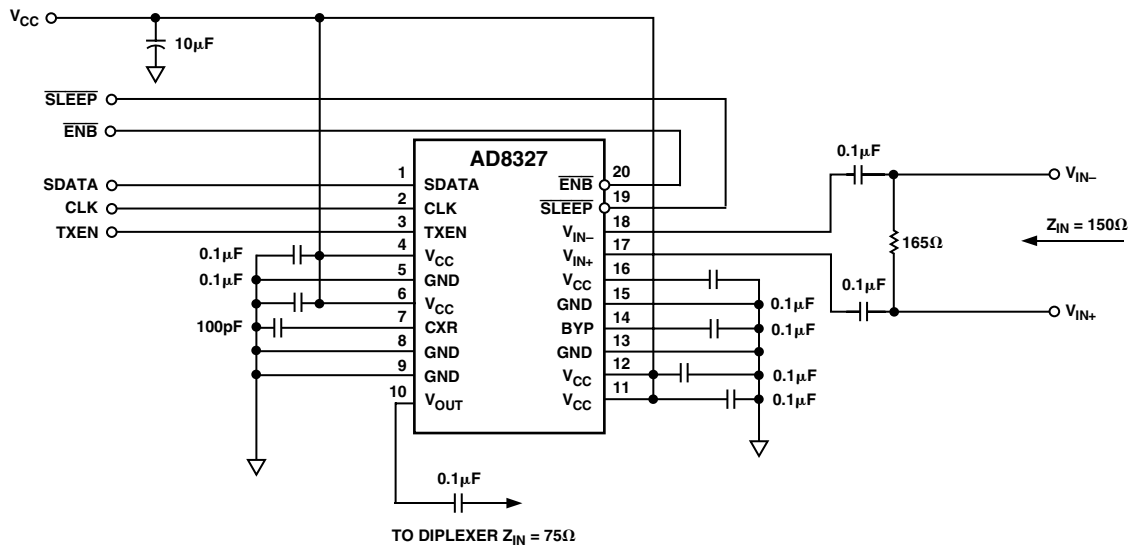 VCC
10μF
SLEEP
ENB
SDATA
CLK
TXEN
0.1μF
0.1μF
100pF
AD8327
1 SDATA
2 CLK
3 TXEN
4 VCC
5 GND
6 VCC
7 CXR
8 GND
9 GND
10 VOUT
20 ENB
19 SLEEP
18 VIN–
17 VIN+
16 VCC
15 GND
14 BYP
13 GND
12 VCC
11 VCC
0.1μF
0.1μF
0.1μF
0.1μF
0.1μF
VIN–
165Ω
ZIN = 150Ω
0.1μF
VIN+
0.1μF
TO DIPLEXER ZIN = 75Ω